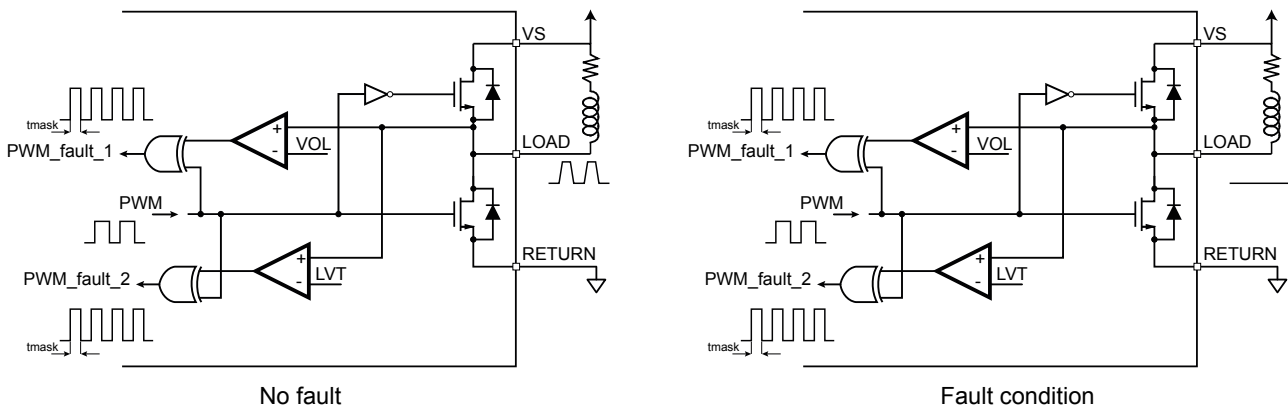 VS
tmask
PWM_fault_1
VOL
LOAD
PWM
RETURN
PWM_fault_2
LVT
tmask
No fault
VS
tmask
PWM_fault_1
VOL
LOAD
PWM
RETURN
PWM_fault_2
LVT
tmask
Fault condition